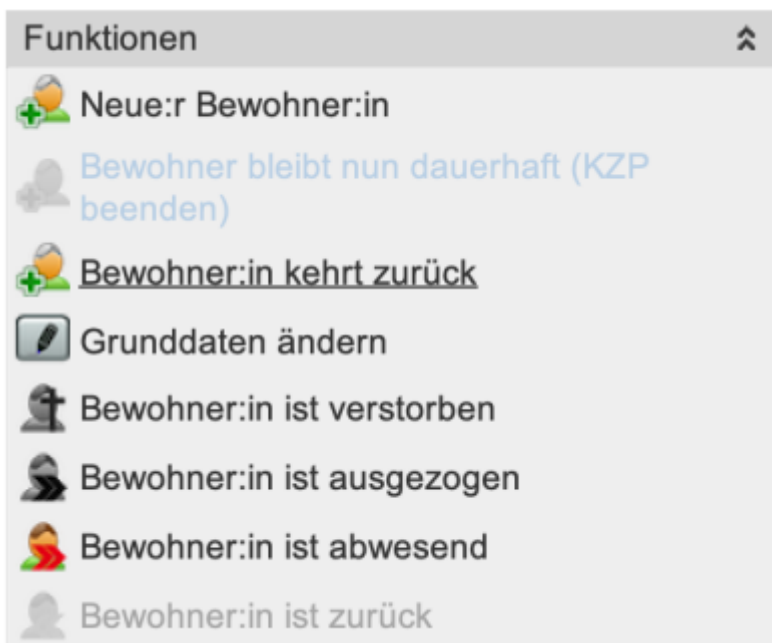 Funktionen
Neue:r Bewohner:in
Bewohner bleibt nun dauerhaft (KZP
beenden)
Bewohner:in kehrt zurück
Grunddaten ändern
Bewohner:in ist verstorben
Bewohner:in ist ausgezogen
Bewohner:in ist abwesend
Bewohner:in ist zurück